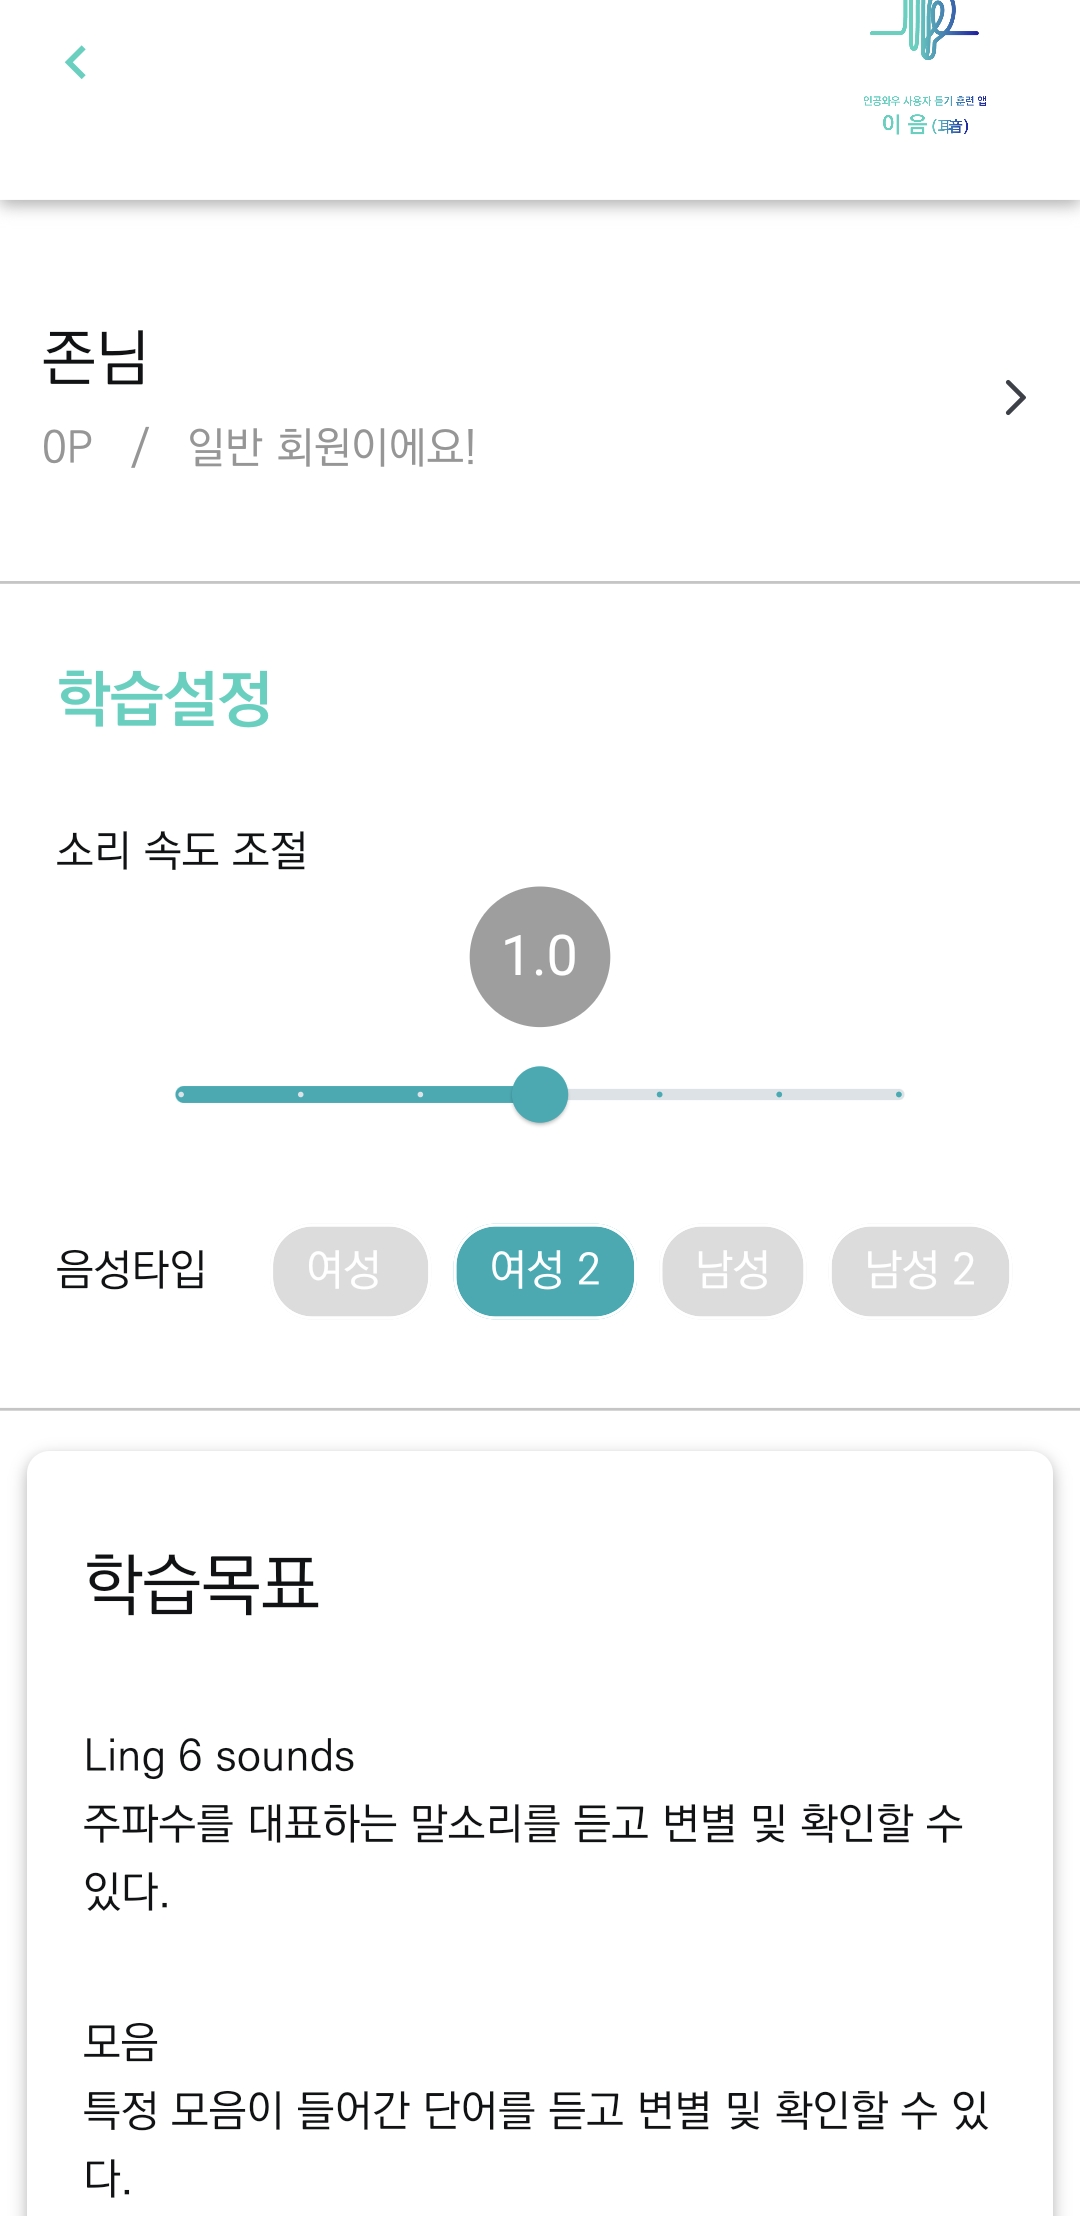 인공와우 사용자 듣기 훈련 앱
이 음 (耳音)
존님
0P / 일반 회원이에요!
학습설정
소리 속도 조절
1.0
음성타입 여성 여성 2 남성 남성 2
학습목표
Ling 6 sounds
주파수를 대표하는 말소리를 듣고 변별 및 확인할 수
있다.
모음
특정 모음이 들어간 단어를 듣고 변별 및 확인할 수 있
다.